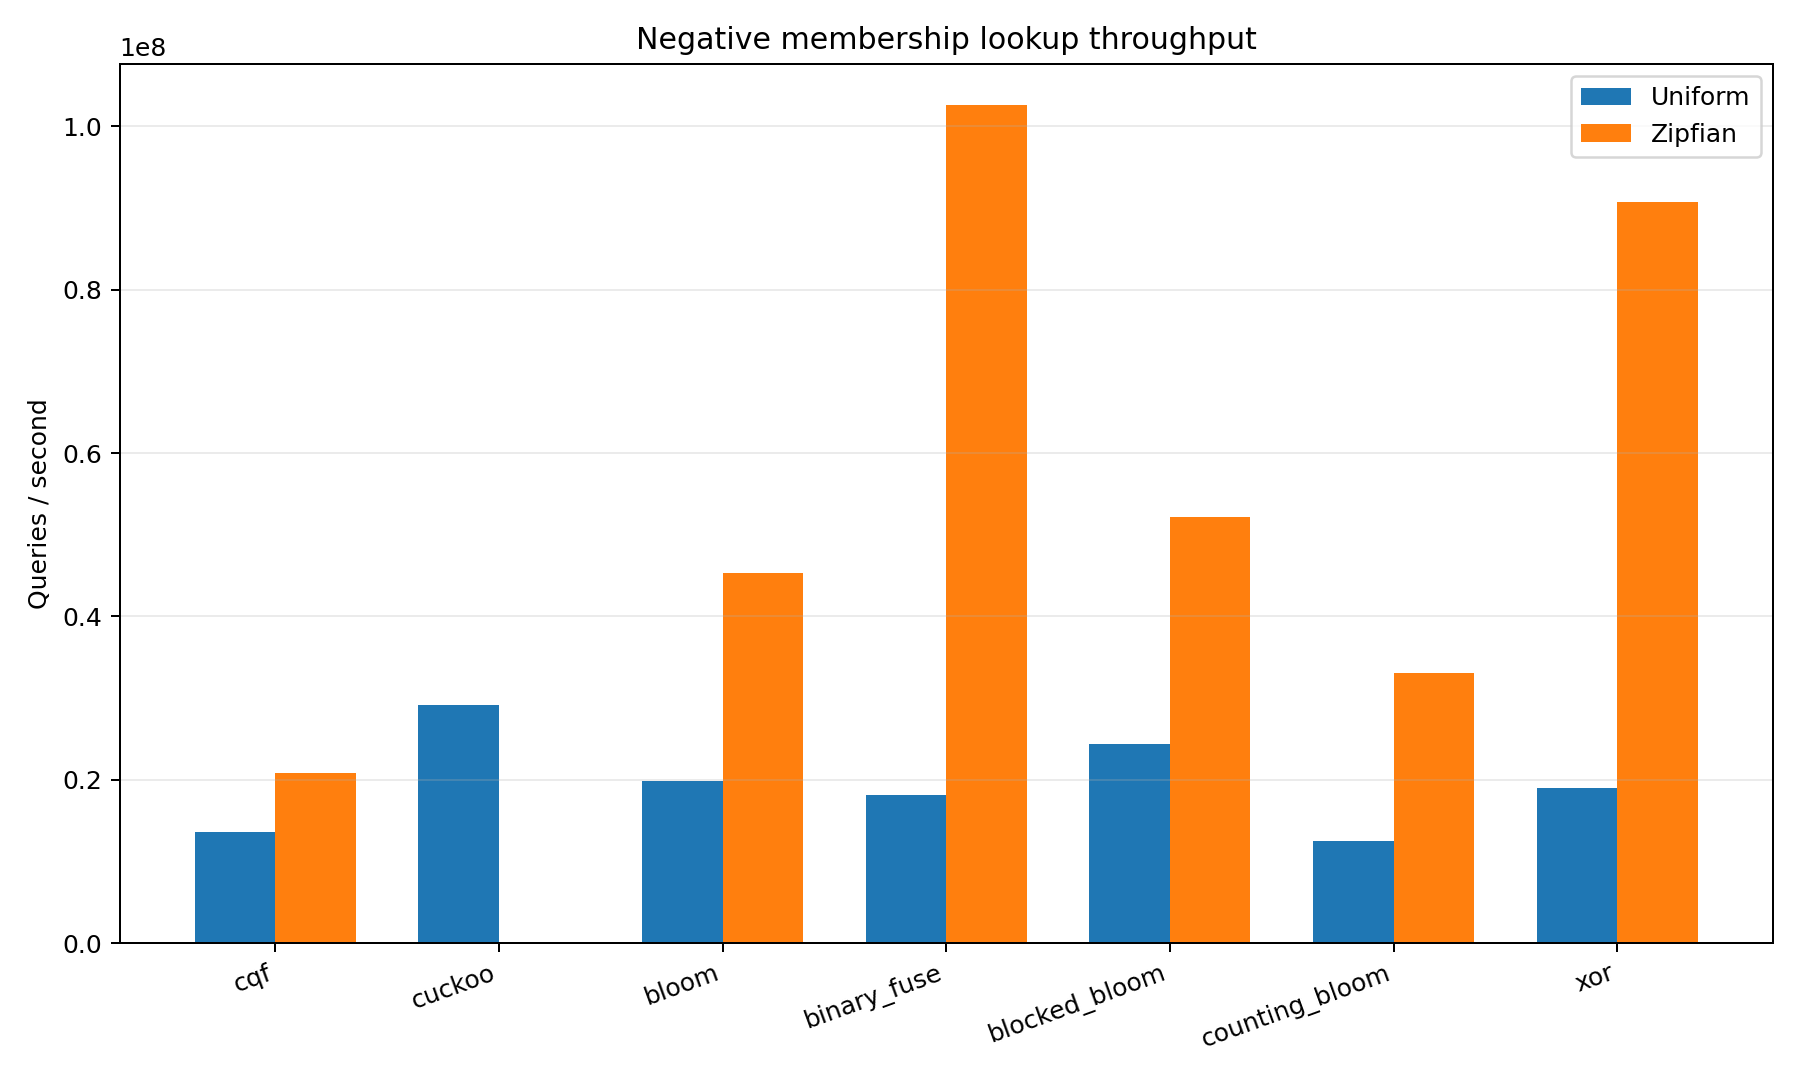 Negative membership lookup throughput
1e8
Uniform
Zipfian
1.0
0.8
0.6
0.4
0.2
0.0
Queries / second
cqf
cuckoo
bloom
binary_fuse
blocked_bloom
counting_bloom
xor